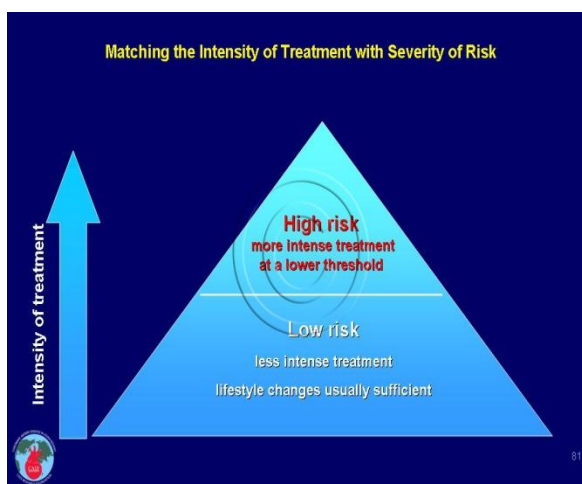 Matching the Intensity of Treatment with Severity of Risk
Intensity of treatment
High risk
more intense treatment
at a lower threshold
Low risk
less intense treatment
lifestyle changes usually sufficient
81